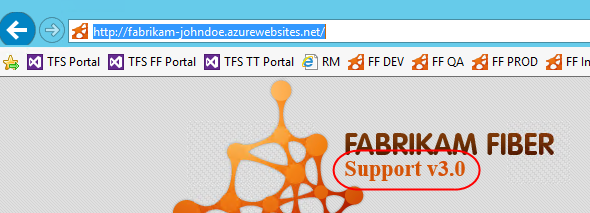 http://fabrikam-johndoe.azurewebsites.net/
TFS Portal TFS FF Portal TFS TT Portal RM FF DEV FF QA FF PROD FF In
FABRIKAM FIBER
Support v3.0